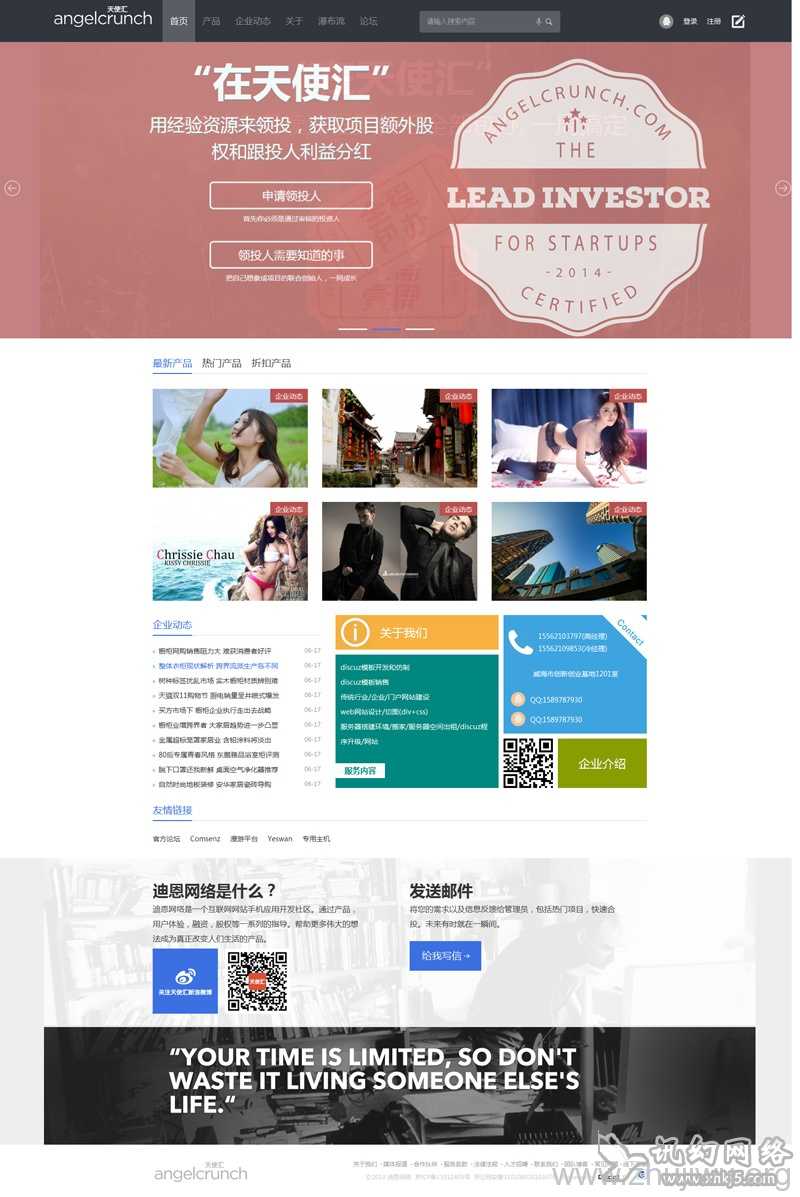 天使汇
angelcrunch
首页 产品 企业动态 关于 瀑布流 论坛
请输入搜索内容
登录 注册
“在天使汇”
用经验资源来领投，获取项目额外股
权和跟投人利益分红
申请领投人
首先你必须是通过审核的投资人
领投人需要知道的事
把自己想象成项目的联合创始人，一同成长
ANGELCRUNCH.COM
THE
LEAD INVESTOR
FOR STARTUPS
-2014-
CERTIFIED
最新产品 热门产品 折扣产品
企业动态
企业动态
企业动态
企业动态
Chrissie Chau
KISSY CHRISSIE
企业动态
企业动态
企业动态
橱柜网购销售阻力大 难获消费者好评 06-17
整体衣柜现状解析 跨界流派生产各不同 06-17
树种标签扰乱市场 实木橱柜材质辨别难 06-17
天猫双11购物节 厨电销量呈井喷式爆发 06-17
买方市场下 橱柜企业执行走出去战略 06-17
橱柜业增跨界者 大家居趋势进一步凸显 06-17
金属超标笼罩家居业 含铅涂料将淡出 06-17
80后专属青春风格 东鹏精品浴室柜评测 06-17
脱下口罩还我新鲜 桌面空气净化器推荐 06-17
自然时尚地板装修 安华家居瓷砖导购 06-17
关于我们
discuz模板开发和仿制
discuz模板销售
传统行业/企业/门户网站建设
web网站设计/切图(div+css)
服务器搭建环境/搬家/服务器空间出租/discuz程
序升级/网站
服务内容
Contact
15562103797(周经理)
15562109853(冷经理)
威海市创新创业基地1201室
QQ:1589787930
QQ:1589787930
企业介绍
友情链接
官方论坛 Comsenz 漫游平台 Yeswan 专用主机
迪恩网络是什么？
迪恩网络是一个互联网网站手机应用开发社区。通过产品，
用户体验，融资，股权等一系列的指导。帮助更多伟大的想
法成为真正改变人们生活的产品。
关注天使汇新浪微博
天使汇
发送邮件
将您的需求以及信息反馈给管理员，包括热门项目，快速合
投。未来有时就在一瞬间。
给我写信→
“YOUR TIME IS LIMITED, SO DON'T
WASTE IT LIVING SOMEONE ELSE'S
LIFE.“
天使汇
angelcrunch
关于我们 - 媒体报道 - 合作伙伴 - 服务条款 - 法律法规 - 人才招聘 - 联系我们 - 团队博客
讯幻网络
www.xnkj5.com